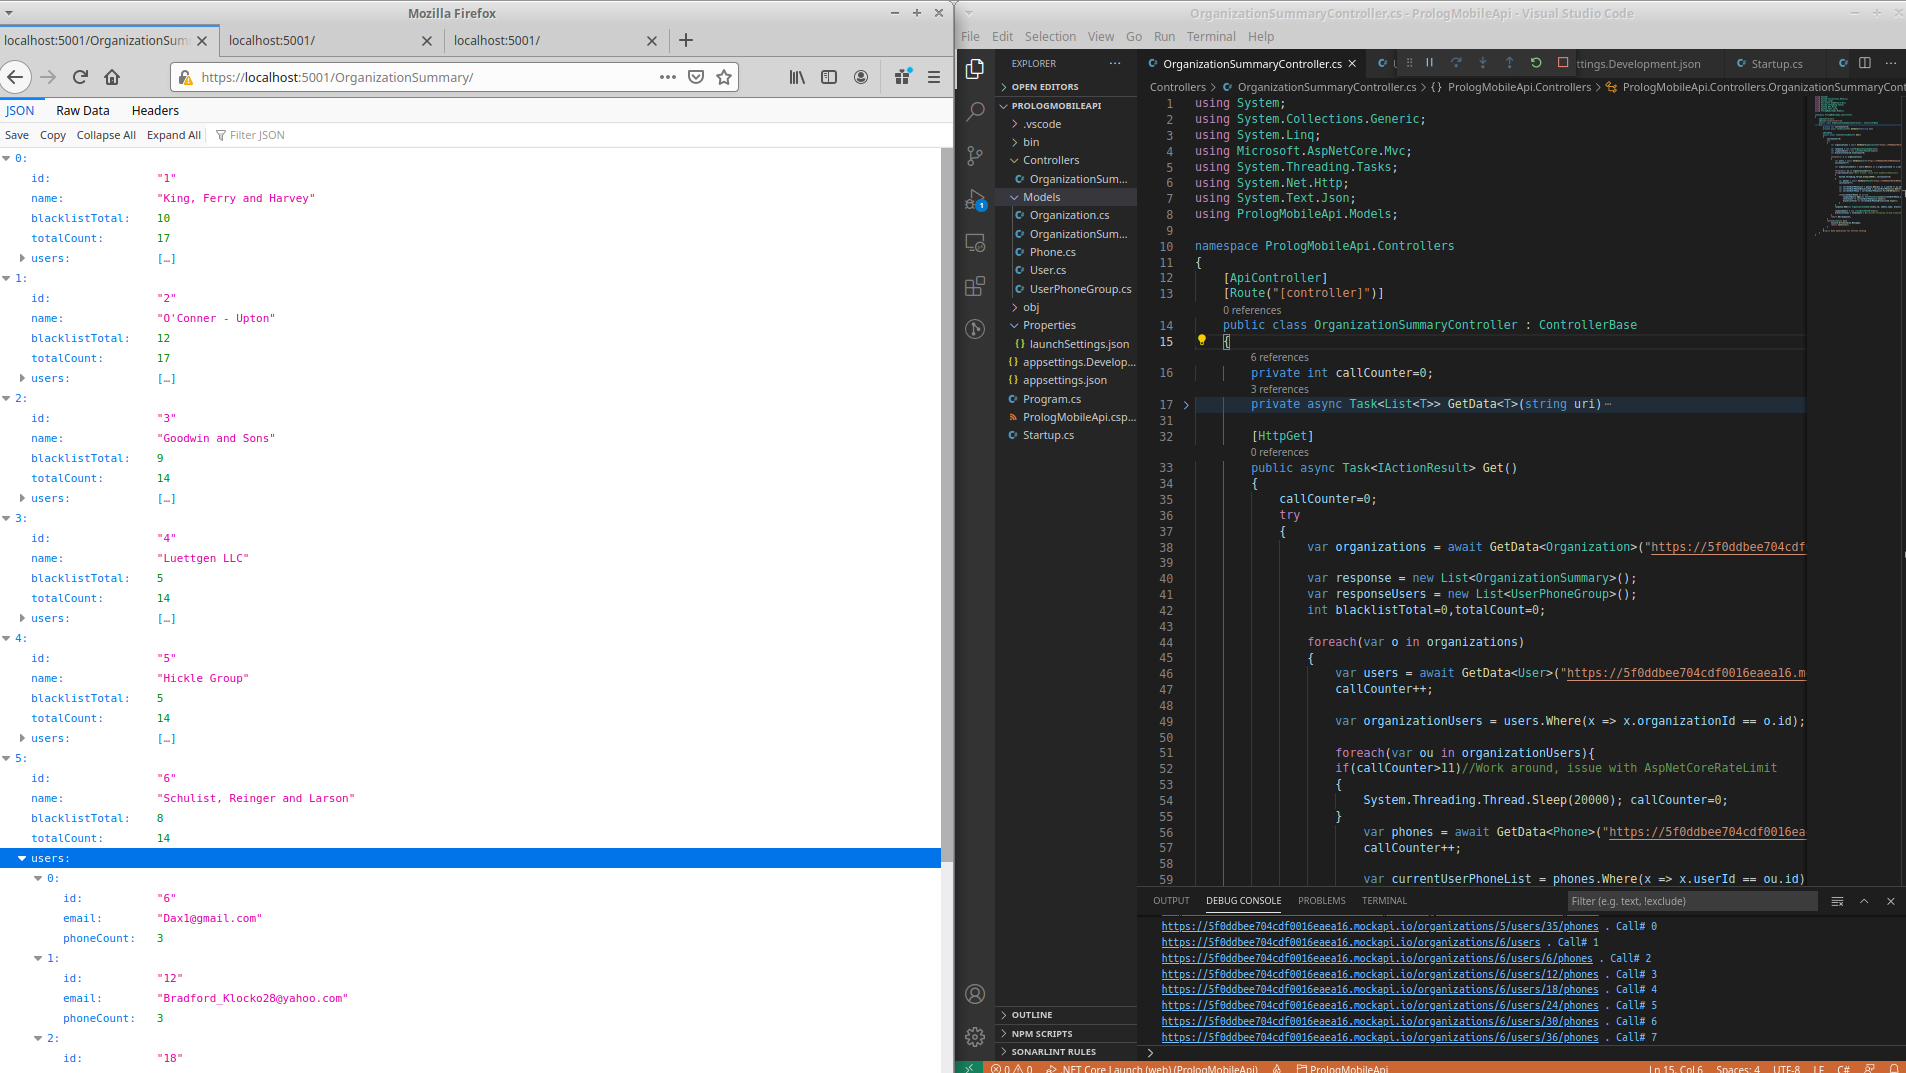 Mozilla Firefox
localhost:5001/OrganizationSum
localhost:5001/
localhost:5001/
https://localhost:5001/OrganizationSummary/
JSON Raw Data Headers
Save Copy Collapse All Expand All Filter JSON
0:
id: "1"
name: "King, Ferry and Harvey"
blacklistTotal: 10
totalCount: 17
users: […]
1:
id: "2"
name: "O'Conner - Upton"
blacklistTotal: 12
totalCount: 17
users: […]
2:
id: "3"
name: "Goodwin and Sons"
blacklistTotal: 9
totalCount: 14
users: […]
3:
id: "4"
name: "Luettgen LLC"
blacklistTotal: 5
totalCount: 14
users: […]
4:
id: "5"
name: "Hickle Group"
blacklistTotal: 5
totalCount: 14
users: […]
5:
id: "6"
name: "Schulist, Reinger and Larson"
blacklistTotal: 8
totalCount: 14
users:
0:
id: "6"
email: "Dax1@gmail.com"
phoneCount: 3
1:
id: "12"
email: "Bradford_Klocko28@yahoo.com"
phoneCount: 3
2:
id: "18"
OrganizationSummaryController.cs - PrologMobileApi - Visual Studio Code
File Edit Selection View Go Run Terminal Help
EXPLORER
OPEN EDITORS
PROLOGMOBILEAPI
.vscode
bin
Controllers
OrganizationSum...
Models
Organization.cs
OrganizationSum...
Phone.cs
User.cs
UserPhoneGroup.cs
obj
Properties
launchSettings.json
appsettings.Develop...
appsettings.json
Program.cs
PrologMobileApi.csp...
Startup.cs
OUTLINE
NPM SCRIPTS
SONARLINT RULES
1
OrganizationSummaryController.cs
ttings.Development.json
Startup.cs
Controllers > OrganizationSummaryController.cs > {} PrologMobileApi.Controllers > PrologMobileApi.Controllers.OrganizationSummaryCont
1 using System;
2 using System.Collections.Generic;
3 using System.Linq;
4 using Microsoft.AspNetCore.Mvc;
5 using System.Threading.Tasks;
6 using System.Net.Http;
7 using System.Text.Json;
8 using PrologMobileApi.Models;
9
10 namespace PrologMobileApi.Controllers
11 {
12 [ApiController]
13 [Route("[controller]")]
0 references
14 public class OrganizationSummaryController : ControllerBase
15 {
6 references
16 private int callCounter=0;
3 references
17 private async Task<List<T>> GetData<T>(string uri)…
31
32 [HttpGet]
0 references
33 public async Task<IActionResult> Get()
34 {
35 callCounter=0;
36 try
37 {
38 var organizations = await GetData<Organization>("https://5f0ddbee704cdf
39
40 var response = new List<OrganizationSummary>();
41 var responseUsers = new List<UserPhoneGroup>();
42 int blacklistTotal=0,totalCount=0;
43
44 foreach(var o in organizations)
45 {
46 var users = await GetData<User>("https://5f0ddbee704cdf0016eaea16.m
47 callCounter++;
48
49 var organizationUsers = users.Where(x => x.organizationId == o.id);
50
51 foreach(var ou in organizationUsers){
52 if(callCounter>11)//Work around, issue with AspNetCoreRateLimit
53 {
54 System.Threading.Thread.Sleep(20000); callCounter=0;
55 }
56 var phones = await GetData<Phone>("https://5f0ddbee704cdf0016ea
57 callCounter++;
58
59 var currentUserPhoneList = phones.Where(x => x.userId == ou.id)
OUTPUT DEBUG CONSOLE PROBLEMS TERMINAL Filter (e.g. text, !exclude)
https://5f0ddbee704cdf0016eaea16.mockapi.io/organizations/5/users/35/phones . Call# 0
https://5f0ddbee704cdf0016eaea16.mockapi.io/organizations/6/users . Call# 1
https://5f0ddbee704cdf0016eaea16.mockapi.io/organizations/6/users/6/phones . Call# 2
https://5f0ddbee704cdf0016eaea16.mockapi.io/organizations/6/users/12/phones . Call# 3
https://5f0ddbee704cdf0016eaea16.mockapi.io/organizations/6/users/18/phones . Call# 4
https://5f0ddbee704cdf0016eaea16.mockapi.io/organizations/6/users/24/phones . Call# 5
https://5f0ddbee704cdf0016eaea16.mockapi.io/organizations/6/users/30/phones . Call# 6
https://5f0ddbee704cdf0016eaea16.mockapi.io/organizations/6/users/36/phones . Call# 7
0 0 .NET Core Launch (web) (PrologMobileApi) PrologMobileApi Ln 15, Col 6 Spaces: 4 UTF-8 LF C#